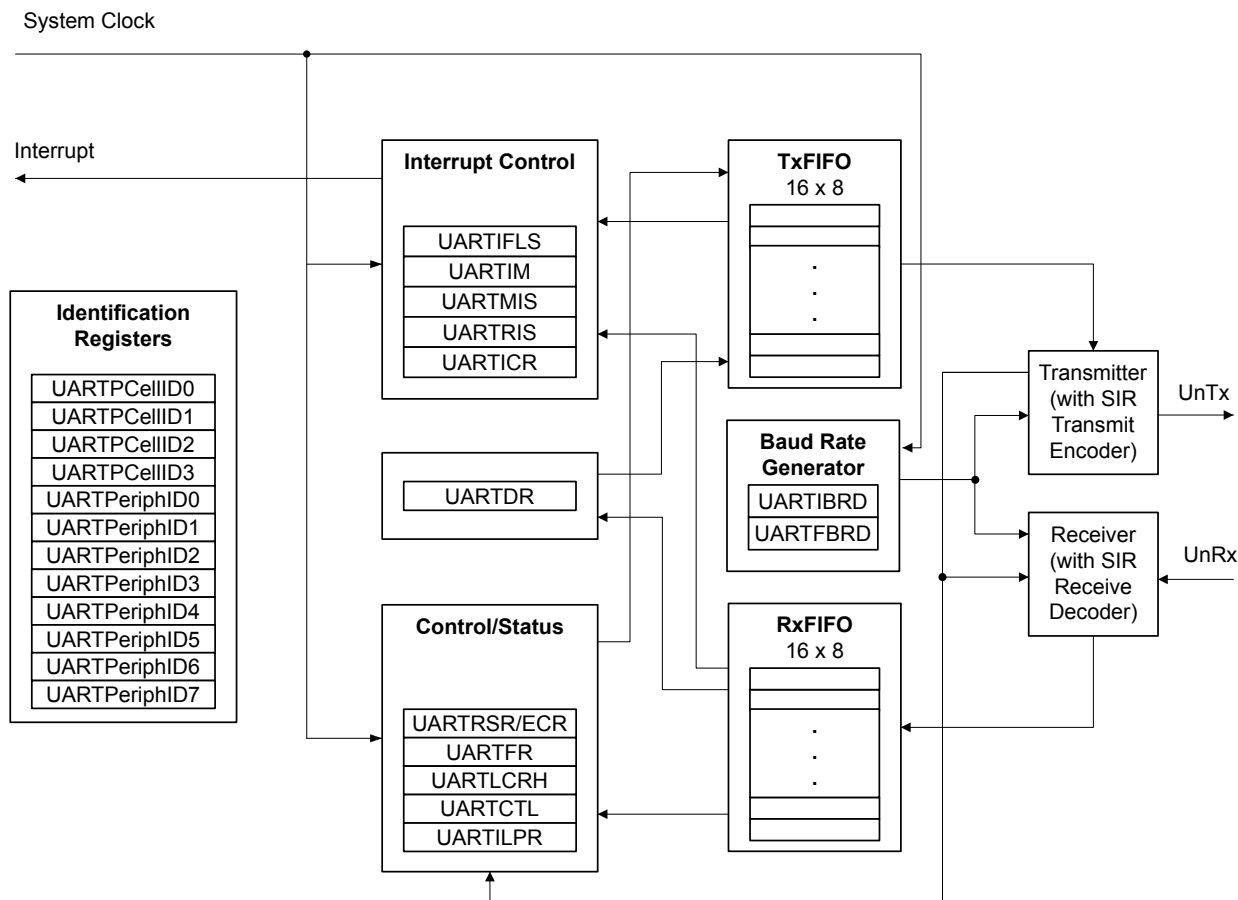 System Clock
Interrupt
Identification
Registers
UARTPCellID0
UARTPCellID1
UARTPCellID2
UARTPCellID3
UARTPeriphID0
UARTPeriphID1
UARTPeriphID2
UARTPeriphID3
UARTPeriphID4
UARTPeriphID5
UARTPeriphID6
UARTPeriphID7
Interrupt Control
UARTIFLS
UARTIM
UARTMIS
UARTRIS
UARTICR
UARTDR
Control/Status
UARTRSR/ECR
UARTFR
UARTLCRH
UARTCTL
UARTILPR
TxFIFO
16 x 8
.
.
.
Baud Rate
Generator
UARTIBRD
UARTFBRD
RxFIFO
16 x 8
.
.
.
Transmitter
(with SIR
Transmit
Encoder)
UnTx
Receiver
(with SIR
Receive
Decoder)
UnRx